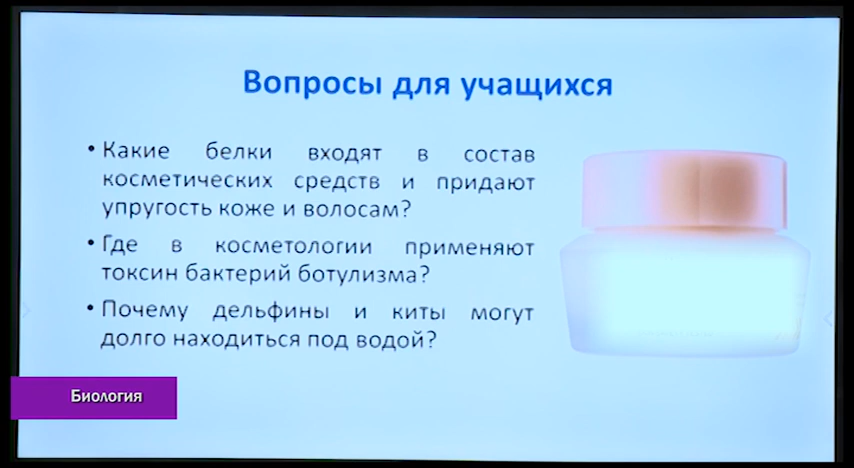 Вопросы для учащихся
• Какие белки входят в состав
косметических средств и придают
упругость коже и волосам?
• Где в косметологии применяют
токсин бактерий ботулизма?
• Почему дельфины и киты могут
долго находиться под водой?
Биология